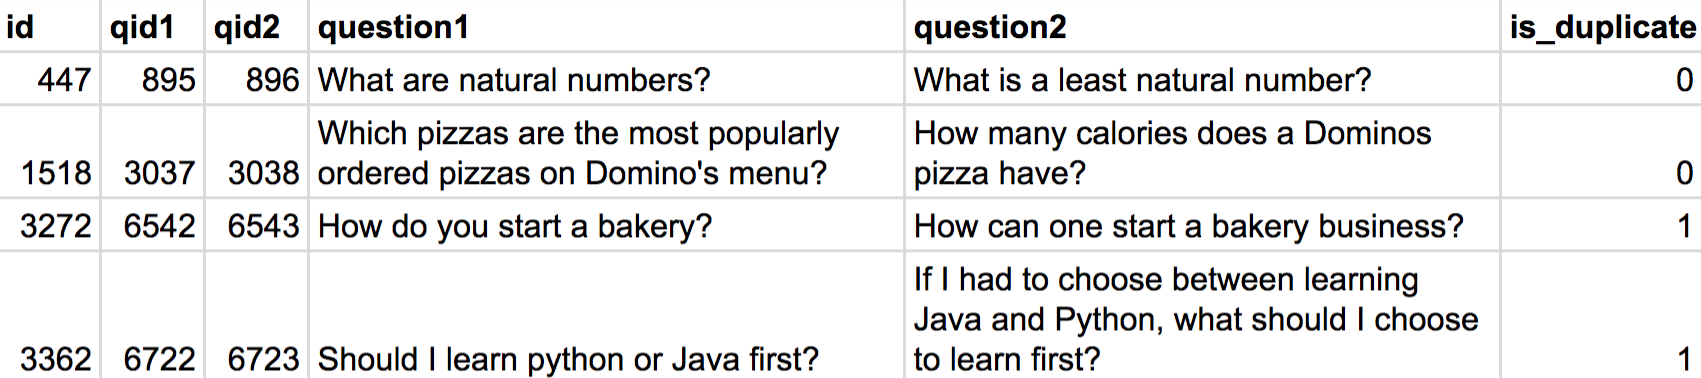 id qid1 qid2 question1 question2 is_duplicate
447 895 896 What are natural numbers? What is a least natural number? 0
Which pizzas are the most popularly How many calories does a Dominos
1518 3037 3038 ordered pizzas on Domino's menu? pizza have? 0
3272 6542 6543 How do you start a bakery? How can one start a bakery business? 1
If I had to choose between learning
Java and Python, what should I choose
3362 6722 6723 Should I learn python or Java first? to learn first? 1